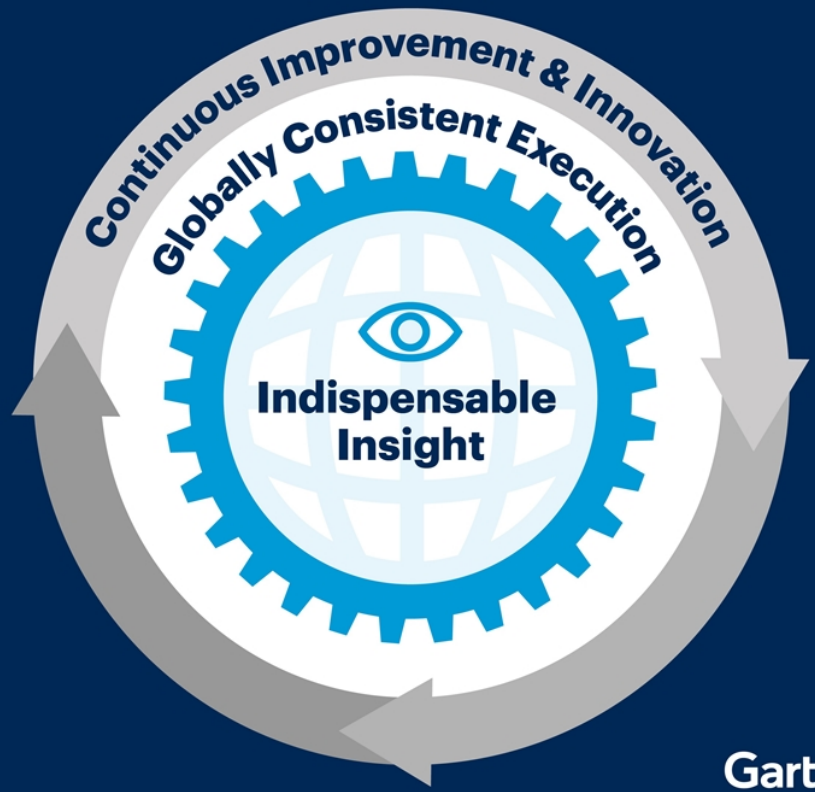 Continuous Improvement & Innovation
Globally Consistent Execution
Indispensable
Insight
Gart